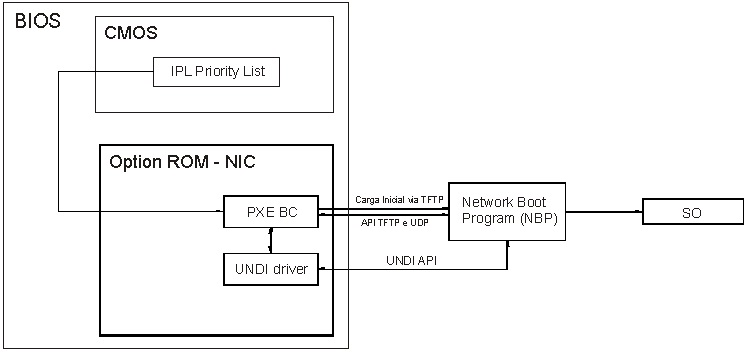 BIOS
CMOS
IPL Priority List
Option ROM - NIC
PXE BC
Carga Inicial via TFTP
API TFTP e UDP
Network Boot
Program (NBP)
SO
UNDI driver
UNDI API